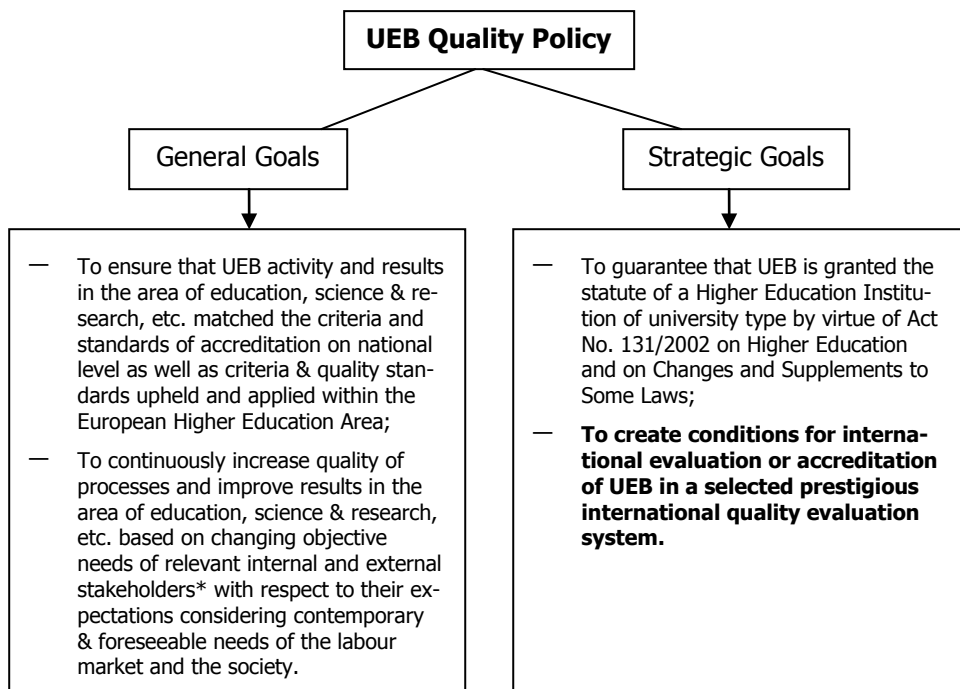 UEB Quality Policy
General Goals
Strategic Goals
— To ensure that UEB activity and results
in the area of education, science & re-
search, etc. matched the criteria and
standards of accreditation on national
level as well as criteria & quality stan-
dards upheld and applied within the
European Higher Education Area;
— To continuously increase quality of
processes and improve results in the
area of education, science & research,
etc. based on changing objective
needs of relevant internal and external
stakeholders* with respect to their ex-
pectations considering contemporary
& foreseeable needs of the labour
market and the society.
— To guarantee that UEB is granted the
statute of a Higher Education Institu-
tion of university type by virtue of Act
No. 131/2002 on Higher Education
and on Changes and Supplements to
Some Laws;
— To create conditions for interna-
tional evaluation or accreditation
of UEB in a selected prestigious
international quality evaluation
system.